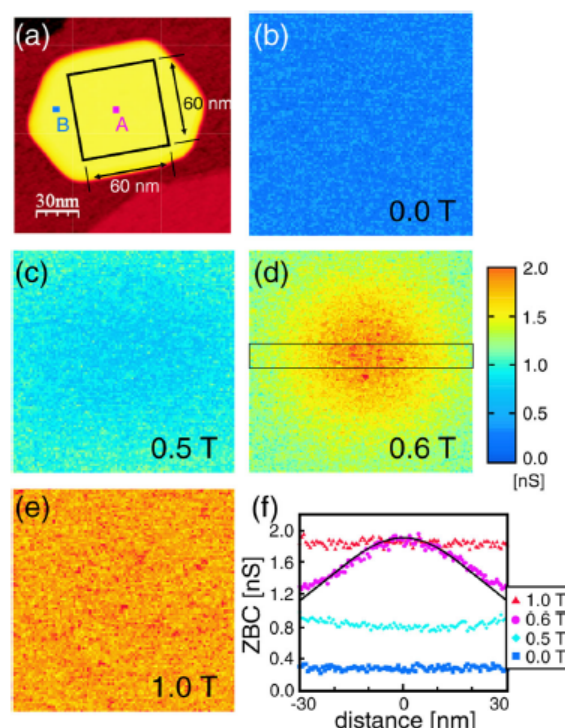 (a)
B
A
60 nm
60 nm
30nm
(b)
0.0 T
(c)
0.5 T
(d)
0.6 T
2.0
1.5
1.0
0.5
0.0
[nS]
(e)
1.0 T
(f)
ZBC [nS]
2.0
1.6
1.2
0.8
0.4
0.0
-30
0
30
distance [nm]
1.0 T
0.6 T
0.5 T
0.0 T